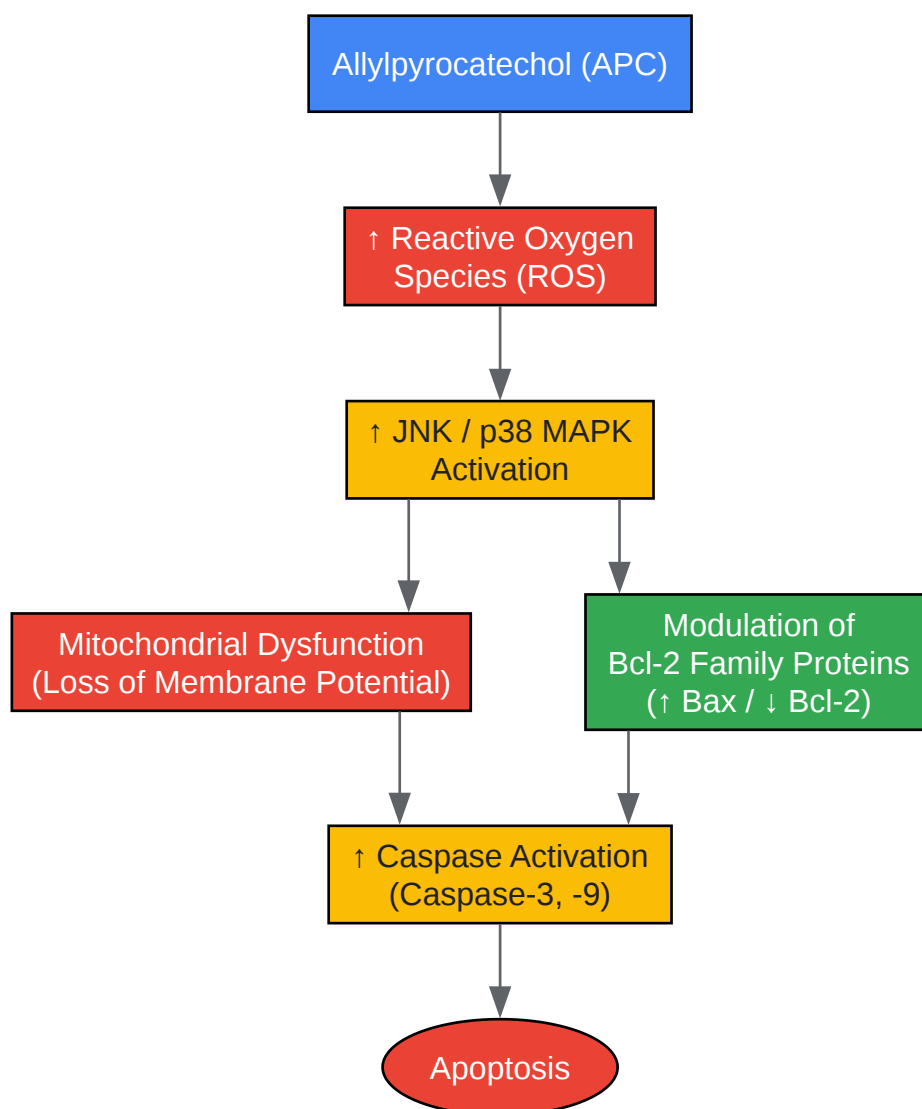 Allylpyrocatechol (APC)
↑ Reactive Oxygen
Species (ROS)
↑ JNK / p38 MAPK
Activation
Mitochondrial Dysfunction
(Loss of Membrane Potential)
Modulation of
Bcl-2 Family Proteins
(↑ Bax / ↓ Bcl-2)
↑ Caspase Activation
(Caspase-3, -9)
Apoptosis